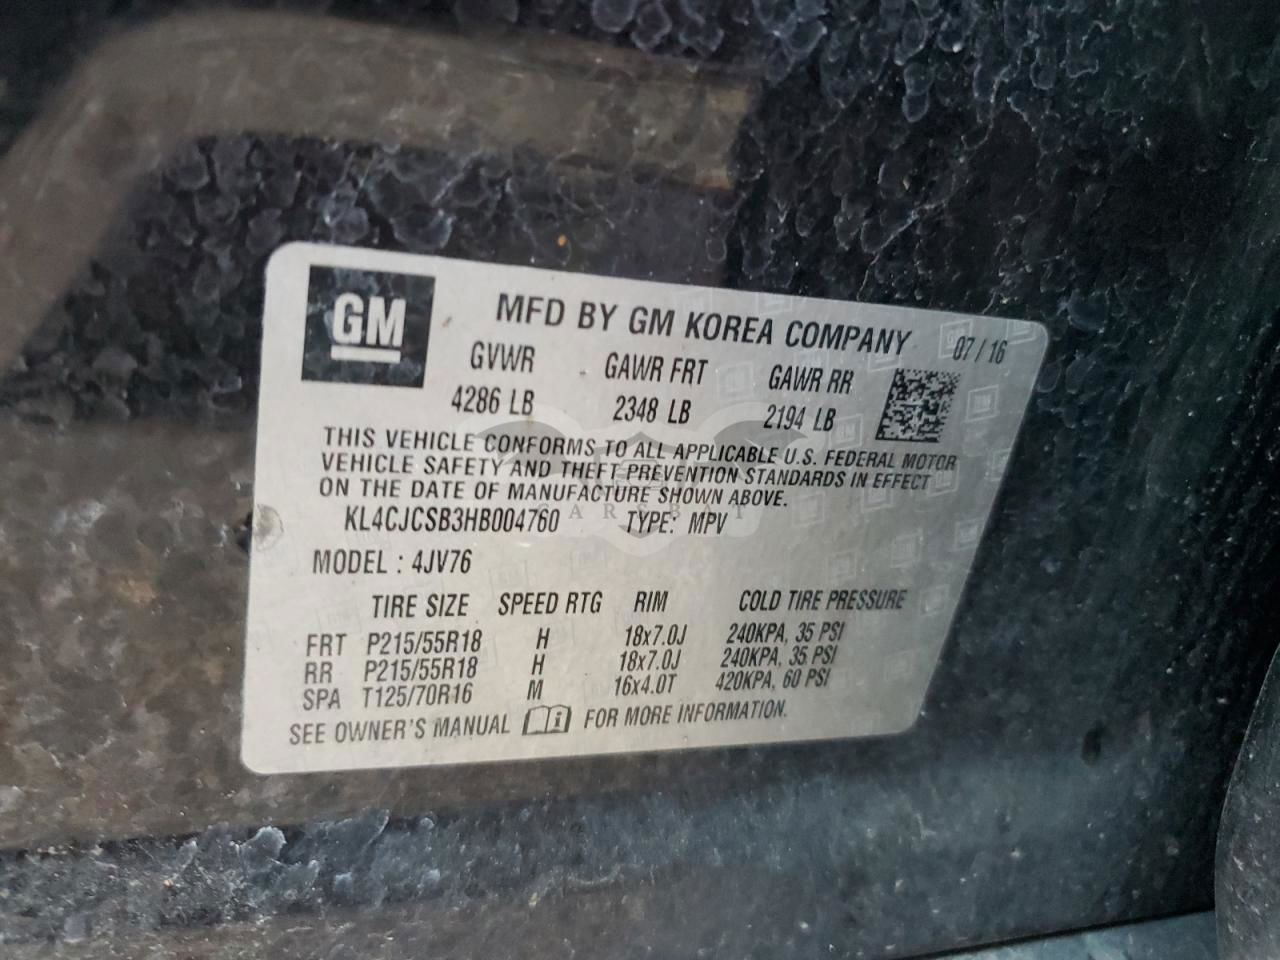 GM
MFD BY GM KOREA COMPANY 07/16
GVWR GAWR FRT GAWR RR
4286 LB 2348 LB 2194 LB
THIS VEHICLE CONFORMS TO ALL APPLICABLE U.S. FEDERAL MOTOR
VEHICLE SAFETY AND THEFT PREVENTION STANDARDS IN EFFECT
ON THE DATE OF MANUFACTURE SHOWN ABOVE.
CARSBAT
KL4CJCSB3HB004760 TYPE: MPV
MODEL : 4JV76
TIRE SIZE SPEED RTG RIM COLD TIRE PRESSURE
FRT P215/55R18 H 18x7.0J 240KPA, 35 PSI
RR P215/55R18 H 18x7.0J 240KPA, 35 PSI
SPA T125/70R16 M 16x4.0T 420KPA, 60 PSI
SEE OWNER'S MANUAL FOR MORE INFORMATION.